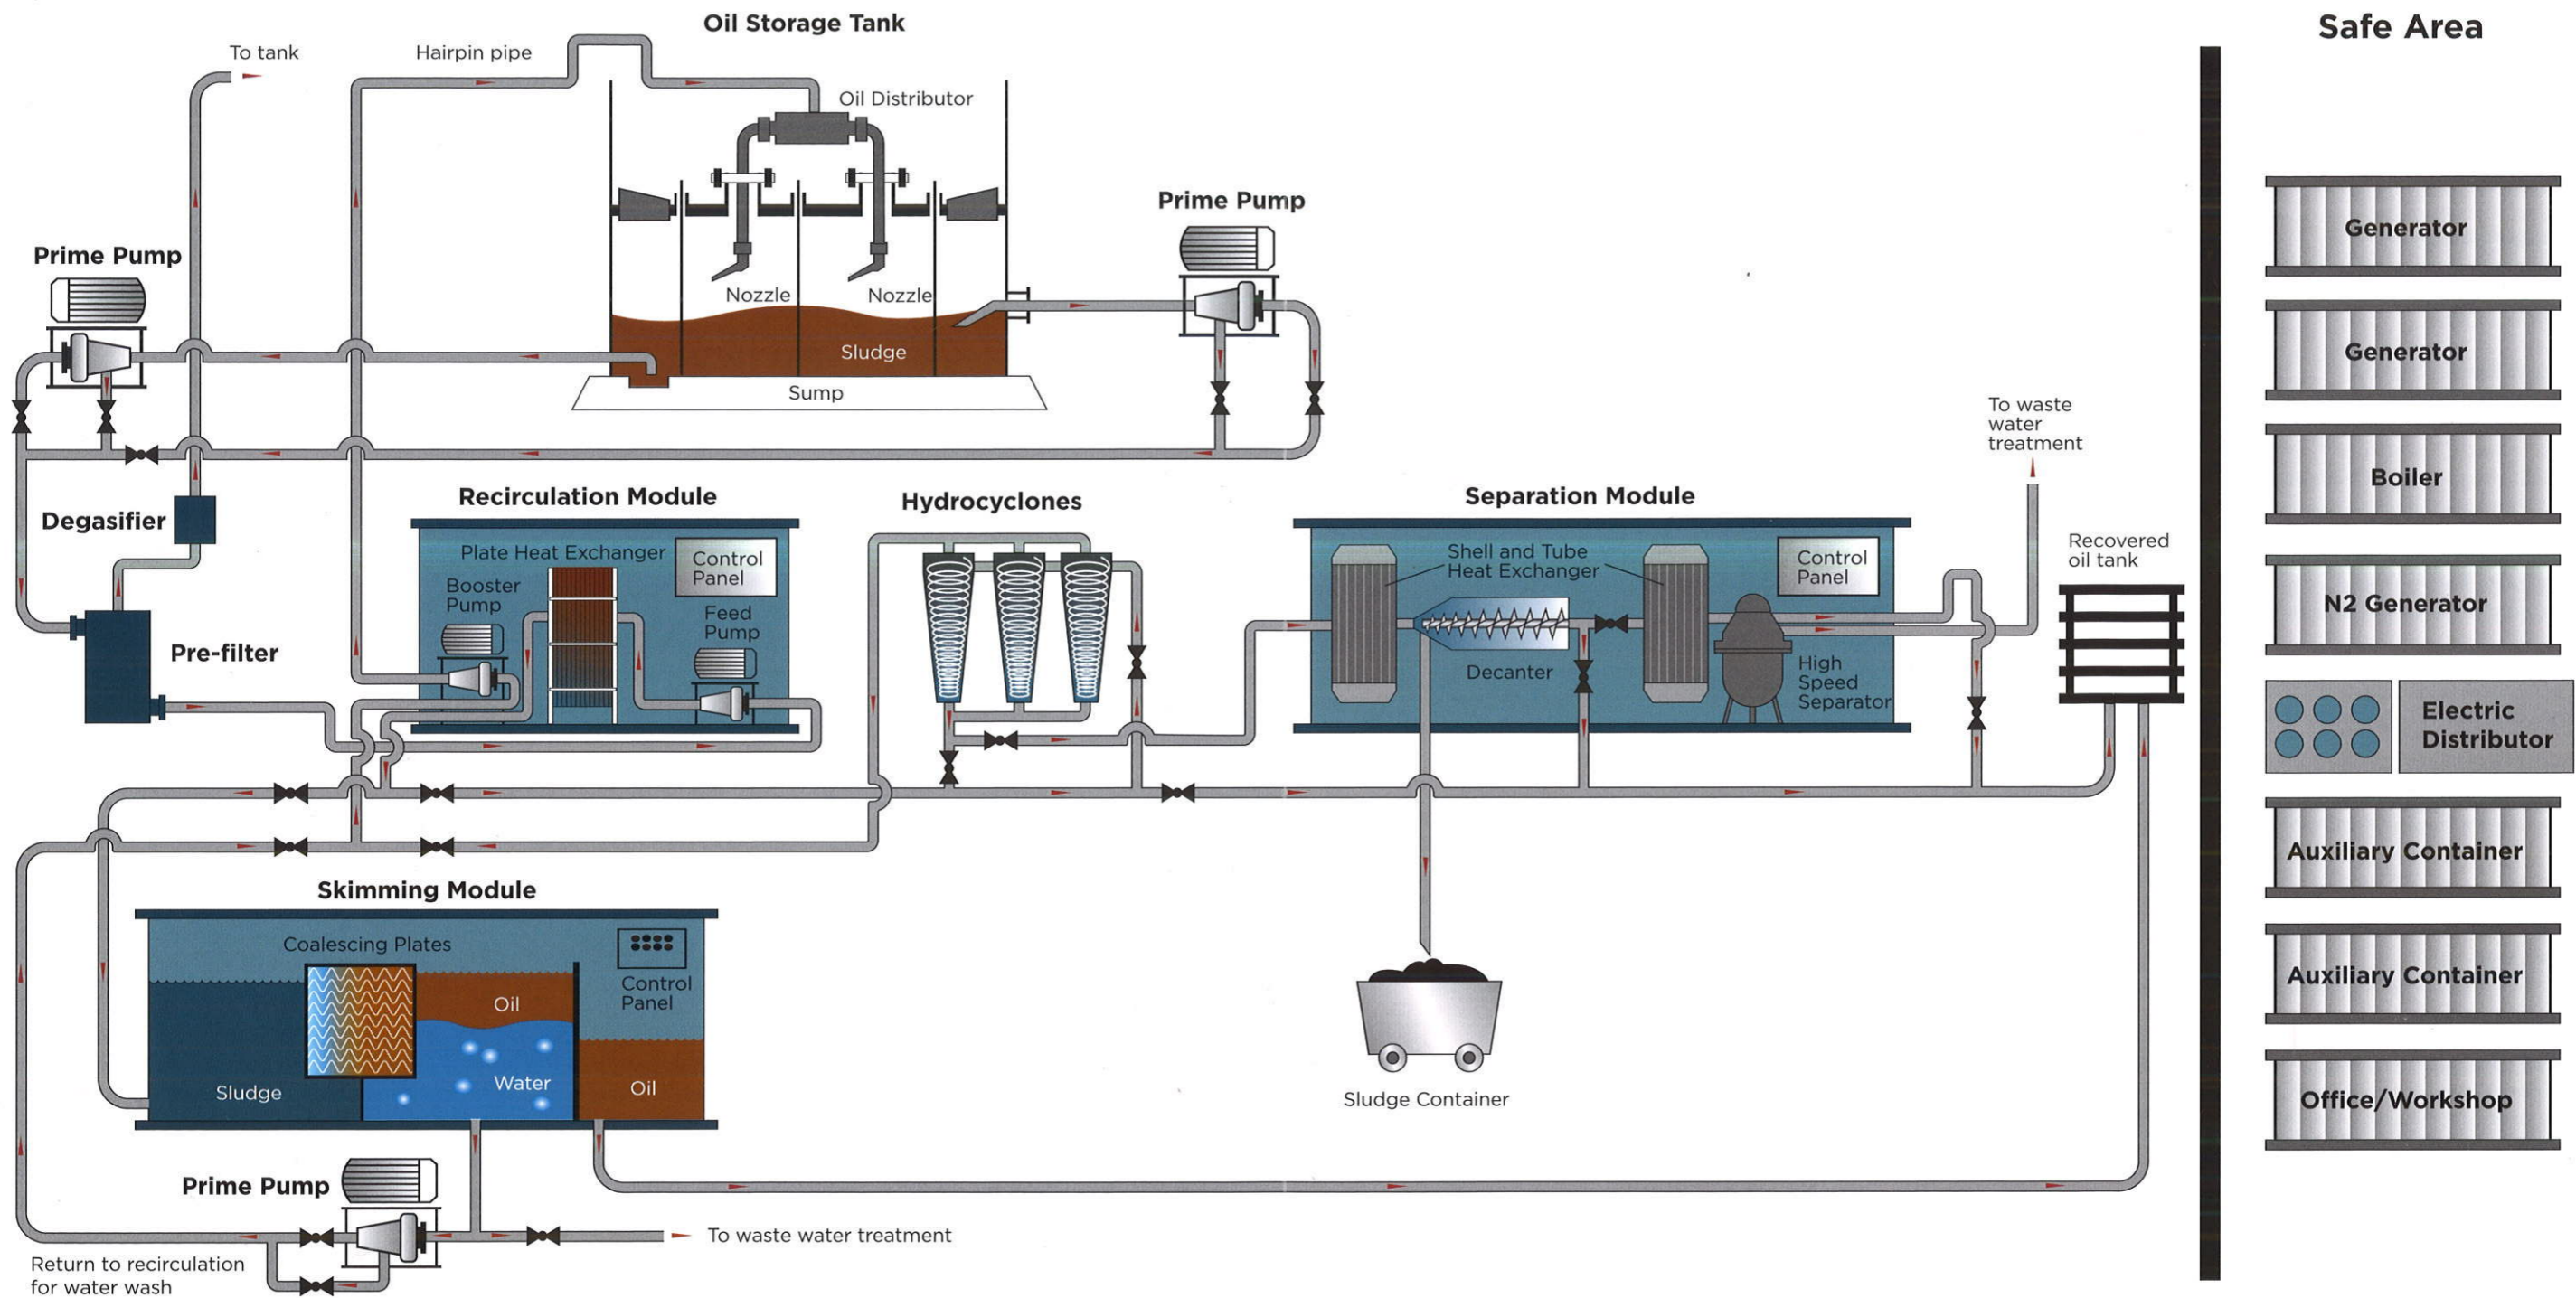 Oil Storage Tank
Safe Area
To tank
Hairpin pipe
Oil Distributor
Prime Pump
Prime Pump
Nozzle
Nozzle
Sludge
Sump
Generator
Generator
Boiler
N2 Generator
Electric
Distributor
Auxiliary Container
Auxiliary Container
Office/Workshop
To waste
water
treatment
Degasifier
Pre-filter
Recirculation Module
Plate Heat Exchanger
Booster
Pump
Control
Panel
Feed
Pump
Hydrocyclones
Separation Module
Shell and Tube
Heat Exchanger
Control
Panel
Decanter
High
Speed
Separator
Recovered
oil tank
Skimming Module
Coalescing Plates
Control
Panel
Oil
Water
Sludge
Oil
Sludge Container
Prime Pump
To waste water treatment
Return to recirculation
for water wash